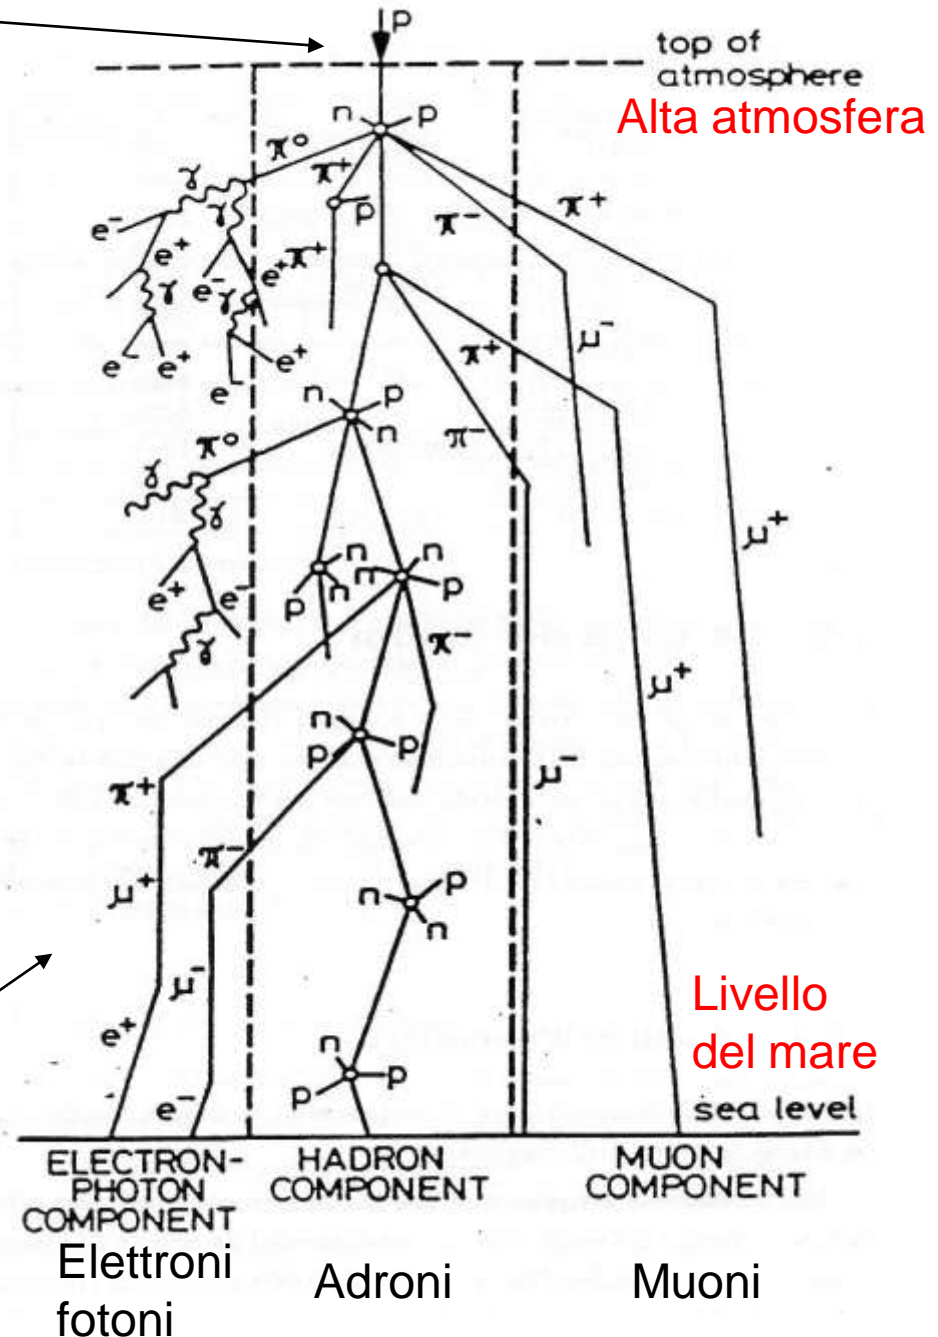 p
top of
atmosphere
Alta atmosfera
n p
π° π+ π- π+
γ γ p
e- e+ π+
e- γ e+ γ
μ-
e- e+ e+
e-
π+
n p
n
π° π-
γ γ
μ+
n n n
p n p
e+ e-
γ π-
μ+
n
p p
μ-
π+
π-
μ+
p
n n
μ-
Livello
del mare
e+
n
p p
e-
sea level
ELECTRON-
PHOTON
COMPONENT
HADRON
COMPONENT
MUON
COMPONENT
Elettroni
fotoni
Adroni
Muoni